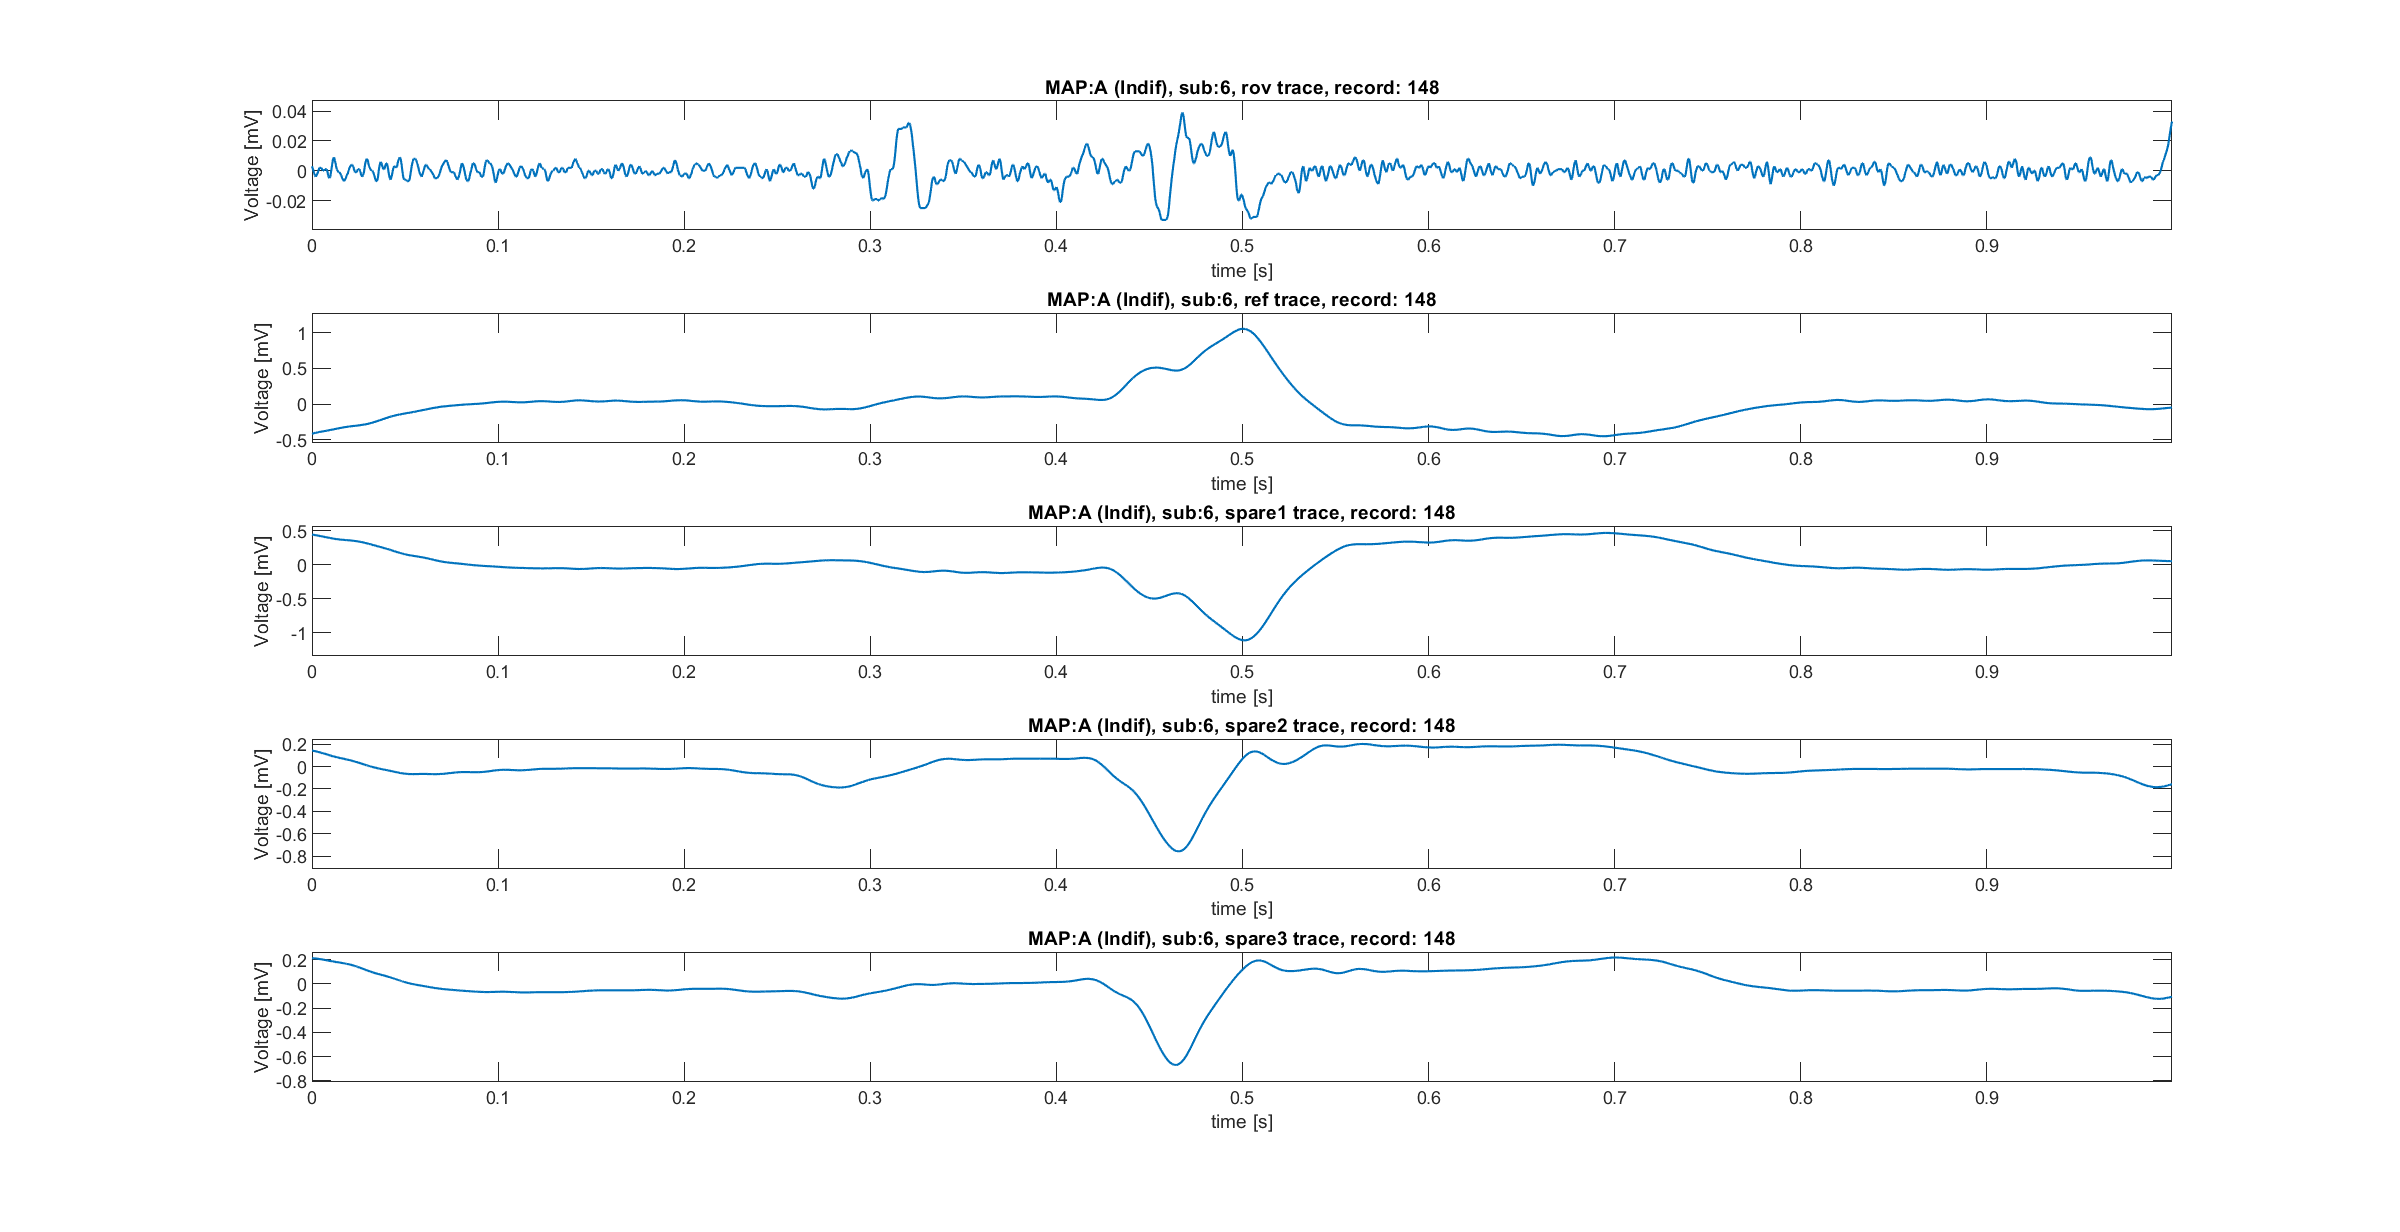 MAP:A (Indif), sub:6, rov trace, record: 148
Voltage [mV]
0.04
0.02
0
-0.02
0 0.1 0.2 0.3 0.4 0.5 0.6 0.7 0.8 0.9
time [s]
MAP:A (Indif), sub:6, ref trace, record: 148
Voltage [mV]
1
0.5
0
-0.5
0 0.1 0.2 0.3 0.4 0.5 0.6 0.7 0.8 0.9
time [s]
MAP:A (Indif), sub:6, spare1 trace, record: 148
Voltage [mV]
0.5
0
-0.5
-1
0 0.1 0.2 0.3 0.4 0.5 0.6 0.7 0.8 0.9
time [s]
MAP:A (Indif), sub:6, spare2 trace, record: 148
Voltage [mV]
0.2
0
-0.2
-0.4
-0.6
-0.8
0 0.1 0.2 0.3 0.4 0.5 0.6 0.7 0.8 0.9
time [s]
MAP:A (Indif), sub:6, spare3 trace, record: 148
Voltage [mV]
0.2
0
-0.2
-0.4
-0.6
-0.8
0 0.1 0.2 0.3 0.4 0.5 0.6 0.7 0.8 0.9
time [s]